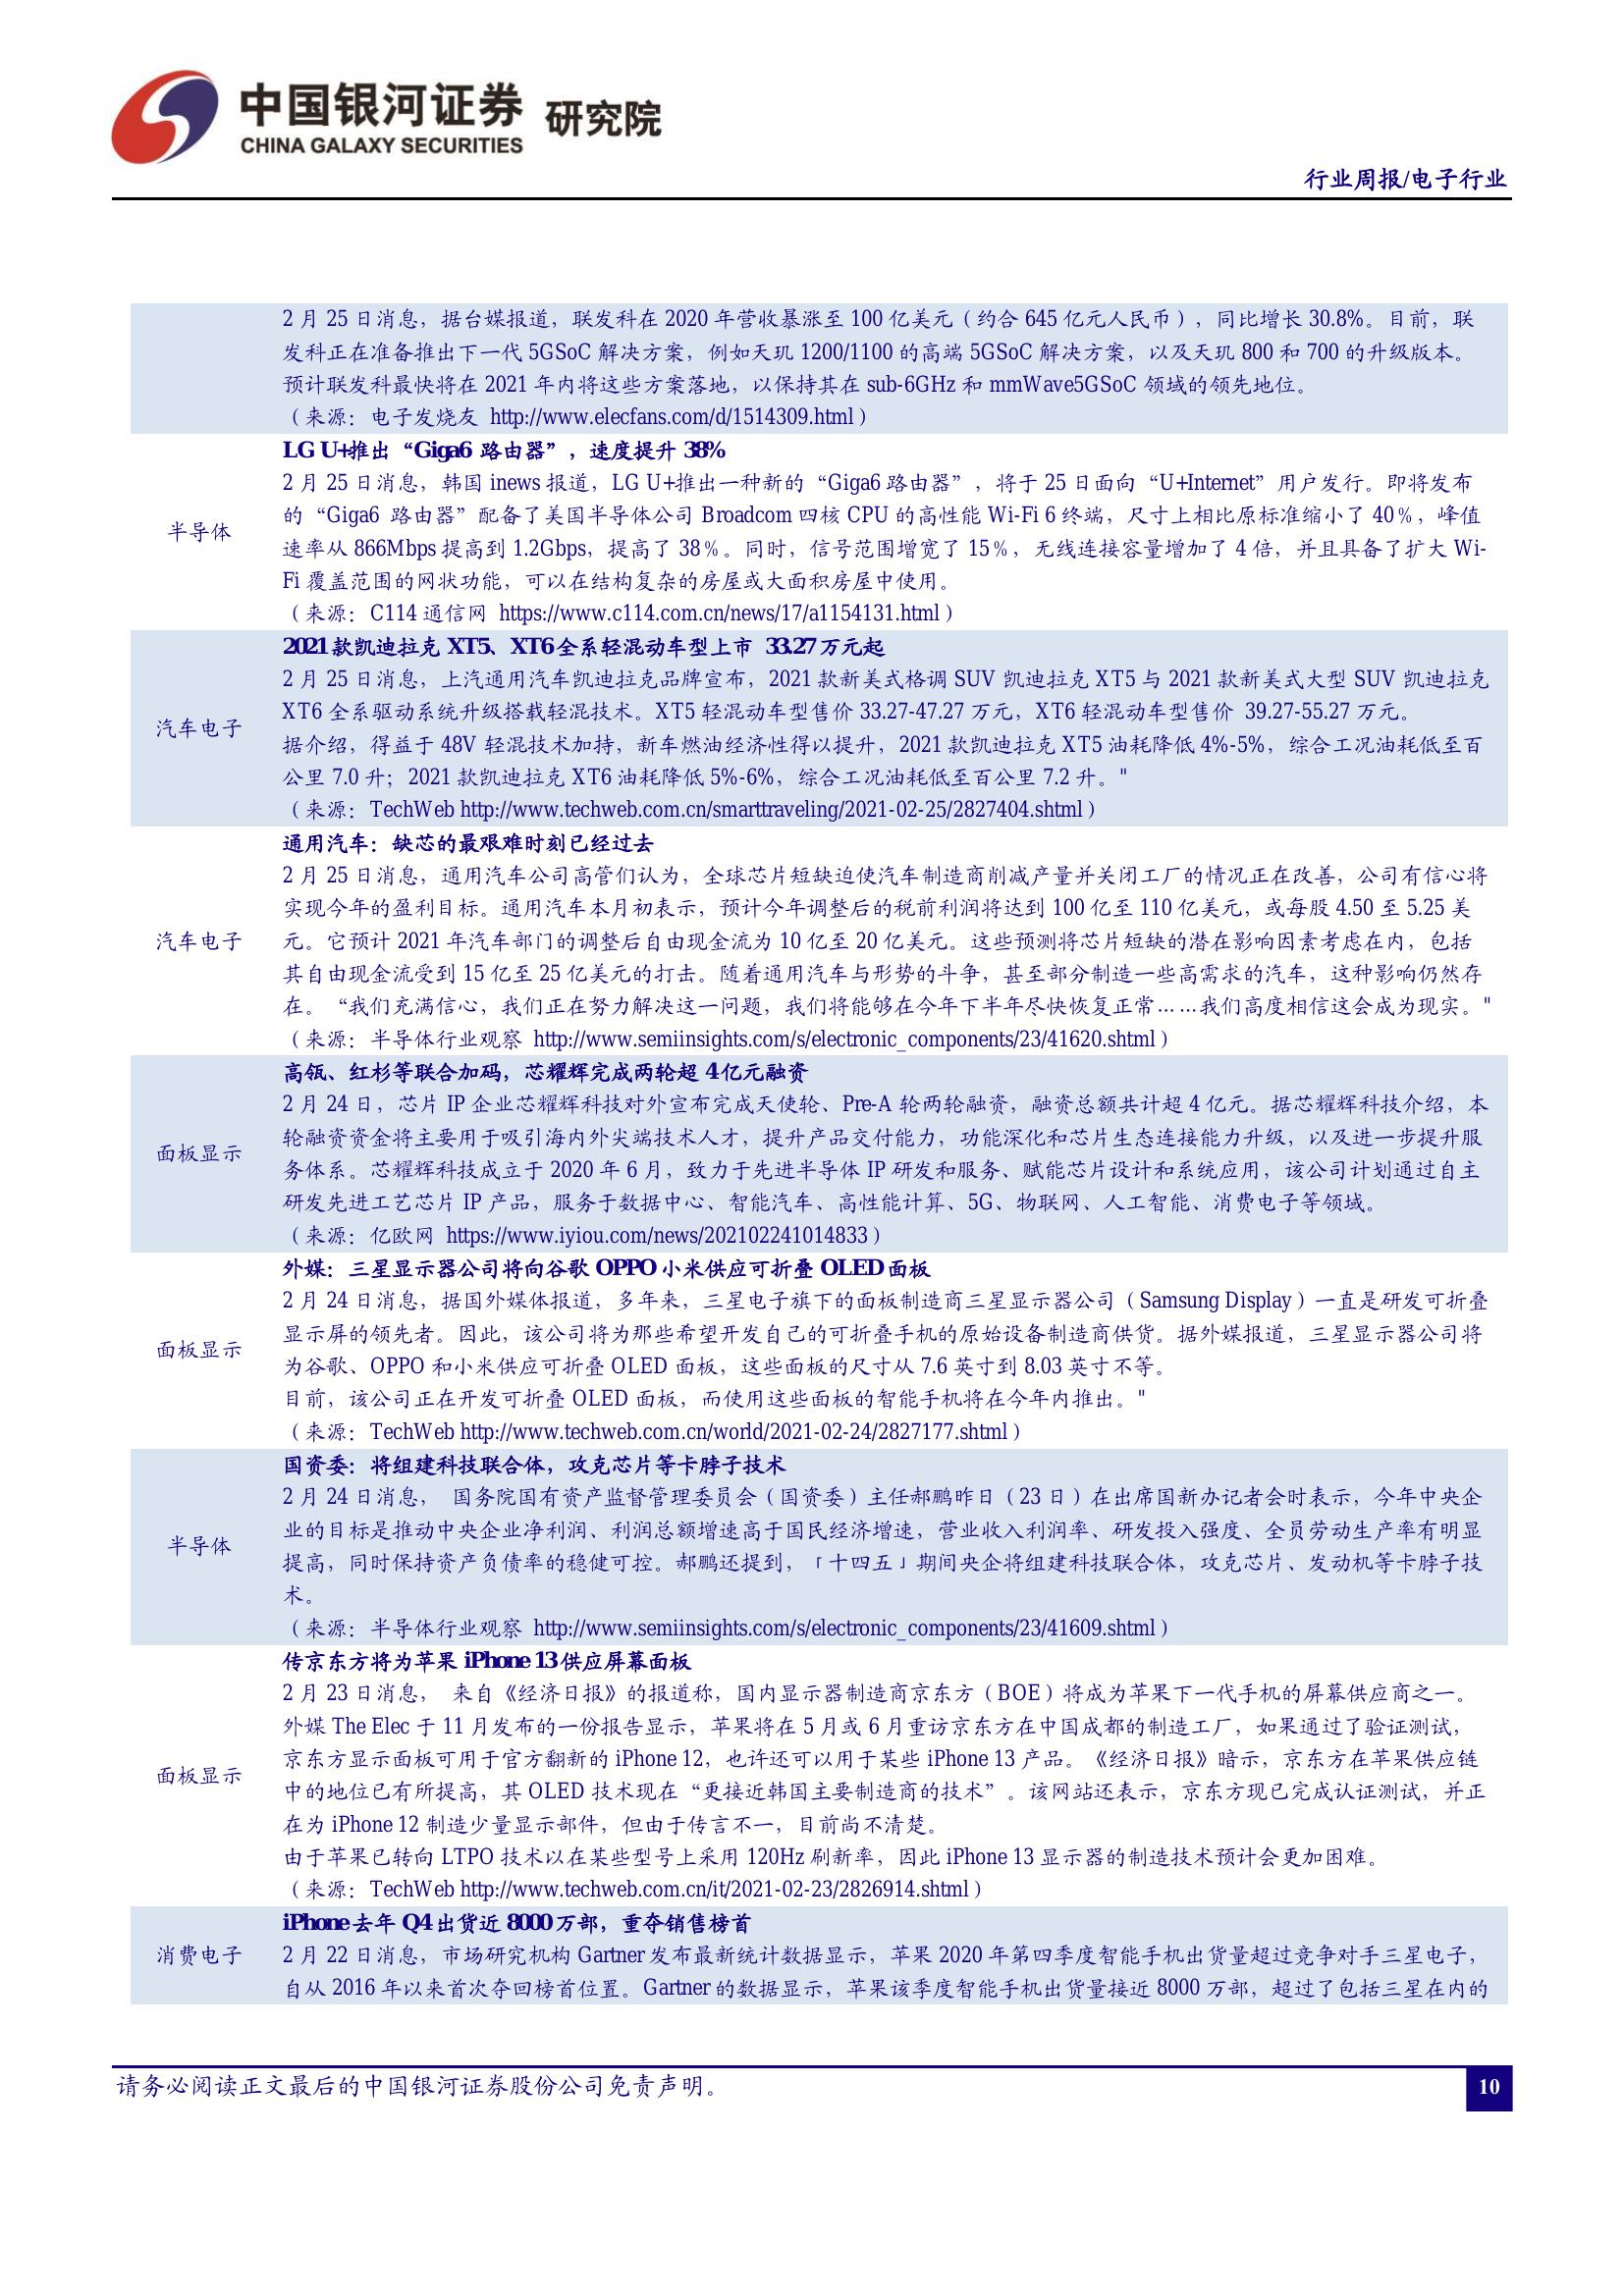 中国银河证券 研究院
CHINA GALAXY SECURITIES
行业周报/电子行业
2 月 25 日消息，据台媒报道，联发科在 2020 年营收暴涨至 100 亿美元（约合 645 亿元人民币），同比增长 30.8%。目前，联
发科正在准备推出下一代 5GSoC 解决方案，例如天玑 1200/1100 的高端 5GSoC 解决方案，以及天玑 800 和 700 的升级版本。
预计联发科最快将在 2021 年内将这些方案落地，以保持其在 sub-6GHz 和 mmWave5GSoC 领域的领先地位。
（来源：电子发烧友 http://www.elecfans.com/d/1514309.html）
LG U+推出“Giga6 路由器”，速度提升 38%
2 月 25 日消息，韩国 inews 报道，LG U+推出一种新的“Giga6 路由器”，将于 25 日面向“U+Internet”用户发行。即将发布
的“Giga6 路由器”配备了美国半导体公司 Broadcom 四核 CPU 的高性能 Wi-Fi 6 终端，尺寸上相比原标准缩小了 40％，峰值
半导体
速率从 866Mbps 提高到 1.2Gbps，提高了 38％。同时，信号范围增宽了 15％，无线连接容量增加了 4 倍，并且具备了扩大 Wi-
Fi 覆盖范围的网状功能，可以在结构复杂的房屋或大面积房屋中使用。
（来源：C114 通信网 https://www.c114.com.cn/news/17/a1154131.html）
2021 款凯迪拉克 XT5、XT6 全系轻混动车型上市 33.27 万元起
2 月 25 日消息，上汽通用汽车凯迪拉克品牌宣布，2021 款新美式格调 SUV 凯迪拉克 XT5 与 2021 款新美式大型 SUV 凯迪拉克
XT6 全系驱动系统升级搭载轻混技术。XT5 轻混动车型售价 33.27-47.27 万元，XT6 轻混动车型售价 39.27-55.27 万元。
汽车电子
据介绍，得益于 48V 轻混技术加持，新车燃油经济性得以提升，2021 款凯迪拉克 XT5 油耗降低 4%-5%，综合工况油耗低至百
公里 7.0 升；2021 款凯迪拉克 XT6 油耗降低 5%-6%，综合工况油耗低至百公里 7.2 升。"
（来源：TechWeb http://www.techweb.com.cn/smarttraveling/2021-02-25/2827404.shtml）
通用汽车：缺芯的最艰难时刻已经过去
2 月 25 日消息，通用汽车公司高管们认为，全球芯片短缺迫使汽车制造商削减产量并关闭工厂的情况正在改善，公司有信心将
实现今年的盈利目标。通用汽车本月初表示，预计今年调整后的税前利润将达到 100 亿至 110 亿美元，或每股 4.50 至 5.25 美
汽车电子
元。它预计 2021 年汽车部门的调整后自由现金流为 10 亿至 20 亿美元。这些预测将芯片短缺的潜在影响因素考虑在内，包括
其自由现金流受到 15 亿至 25 亿美元的打击。随着通用汽车与形势的斗争，甚至部分制造一些高需求的汽车，这种影响仍然存
在。“我们充满信心，我们正在努力解决这一问题，我们将能够在今年下半年尽快恢复正常……我们高度相信这会成为现实。"
（来源：半导体行业观察 http://www.semiinsights.com/s/electronic_components/23/41620.shtml）
高瓴、红杉等联合加码，芯耀辉完成两轮超 4 亿元融资
2 月 24 日，芯片 IP 企业芯耀辉科技对外宣布完成天使轮、Pre-A 轮两轮融资，融资总额共计超 4 亿元。据芯耀辉科技介绍，本
轮融资资金将主要用于吸引海内外尖端技术人才，提升产品交付能力，功能深化和芯片生态连接能力升级，以及进一步提升服
面板显示
务体系。芯耀辉科技成立于 2020 年 6 月，致力于先进半导体 IP 研发和服务、赋能芯片设计和系统应用，该公司计划通过自主
研发先进工艺芯片 IP 产品，服务于数据中心、智能汽车、高性能计算、5G、物联网、人工智能、消费电子等领域。
（来源：亿欧网 https://www.iyiou.com/news/202102241014833）
外媒：三星显示器公司将向谷歌 OPPO 小米供应可折叠 OLED 面板
2 月 24 日消息，据国外媒体报道，多年来，三星电子旗下的面板制造商三星显示器公司（Samsung Display）一直是研发可折叠
显示屏的领先者。因此，该公司将为那些希望开发自己的可折叠手机的原始设备制造商供货。据外媒报道，三星显示器公司将
面板显示
为谷歌、OPPO 和小米供应可折叠 OLED 面板，这些面板的尺寸从 7.6 英寸到 8.03 英寸不等。
目前，该公司正在开发可折叠 OLED 面板，而使用这些面板的智能手机将在今年内推出。"
（来源：TechWeb http://www.techweb.com.cn/world/2021-02-24/2827177.shtml）
国资委：将组建科技联合体，攻克芯片等卡脖子技术
2 月 24 日消息， 国务院国有资产监督管理委员会（国资委）主任郝鹏昨日（23 日）在出席国新办记者会时表示，今年中央企
业的目标是推动中央企业净利润、利润总额增速高于国民经济增速，营业收入利润率、研发投入强度、全员劳动生产率有明显
半导体
提高，同时保持资产负债率的稳健可控。郝鹏还提到，「十四五」期间央企将组建科技联合体，攻克芯片、发动机等卡脖子技
术。
（来源：半导体行业观察 http://www.semiinsights.com/s/electronic_components/23/41609.shtml）
传京东方将为苹果 iPhone 13 供应屏幕面板
2 月 23 日消息， 来自《经济日报》的报道称，国内显示器制造商京东方（BOE）将成为苹果下一代手机的屏幕供应商之一。
外媒 The Elec 于 11 月发布的一份报告显示，苹果将在 5 月或 6 月重访京东方在中国成都的制造工厂，如果通过了验证测试，
京东方显示面板可用于官方翻新的 iPhone 12，也许还可以用于某些 iPhone 13 产品。《经济日报》暗示，京东方在苹果供应链
面板显示
中的地位已有所提高，其 OLED 技术现在“更接近韩国主要制造商的技术”。该网站还表示，京东方现已完成认证测试，并正
在为 iPhone 12 制造少量显示部件，但由于传言不一，目前尚不清楚。
由于苹果已转向 LTPO 技术以在某些型号上采用 120Hz 刷新率，因此 iPhone 13 显示器的制造技术预计会更加困难。
（来源：TechWeb http://www.techweb.com.cn/it/2021-02-23/2826914.shtml）
iPhone 去年 Q4 出货近 8000 万部，重夺销售榜首
消费电子
2 月 22 日消息，市场研究机构 Gartner 发布最新统计数据显示，苹果 2020 年第四季度智能手机出货量超过竞争对手三星电子，
自从 2016 年以来首次夺回榜首位置。Gartner 的数据显示，苹果该季度智能手机出货量接近 8000 万部，超过了包括三星在内的
请务必阅读正文最后的中国银河证券股份公司免责声明。
10